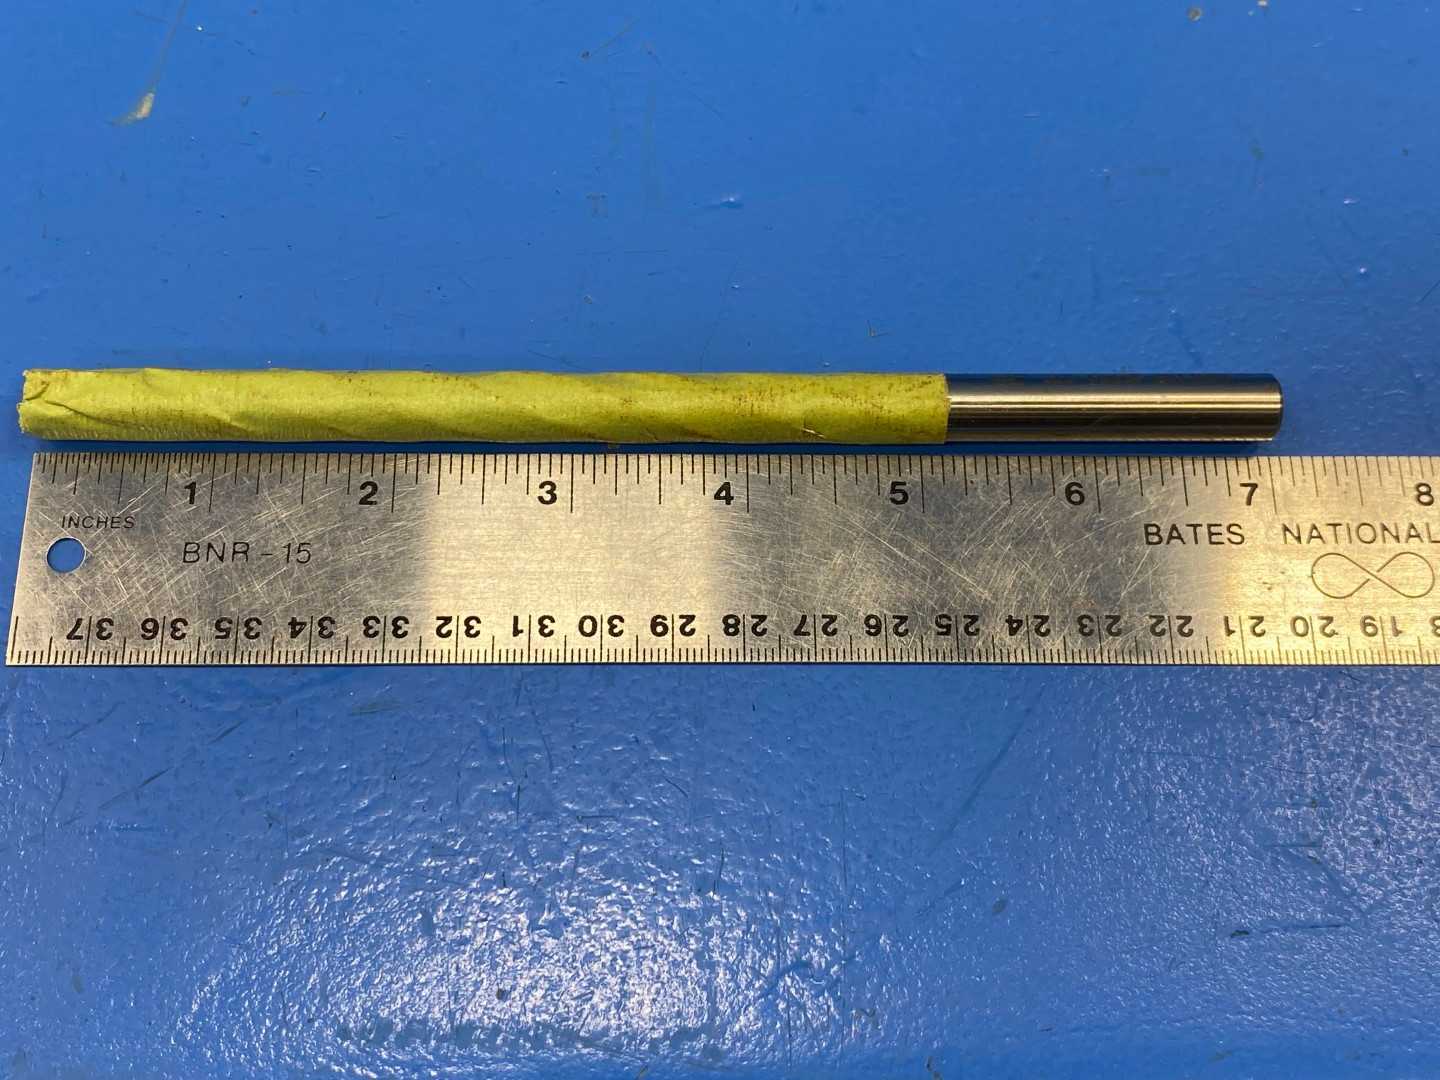 1 2 3 4 5 6 7 8
INCHES
BNR-15
BATES NATIONAL
37 36 35 34 33 32 31 30 29 28 27 26 25 24 23 22 21 20 19